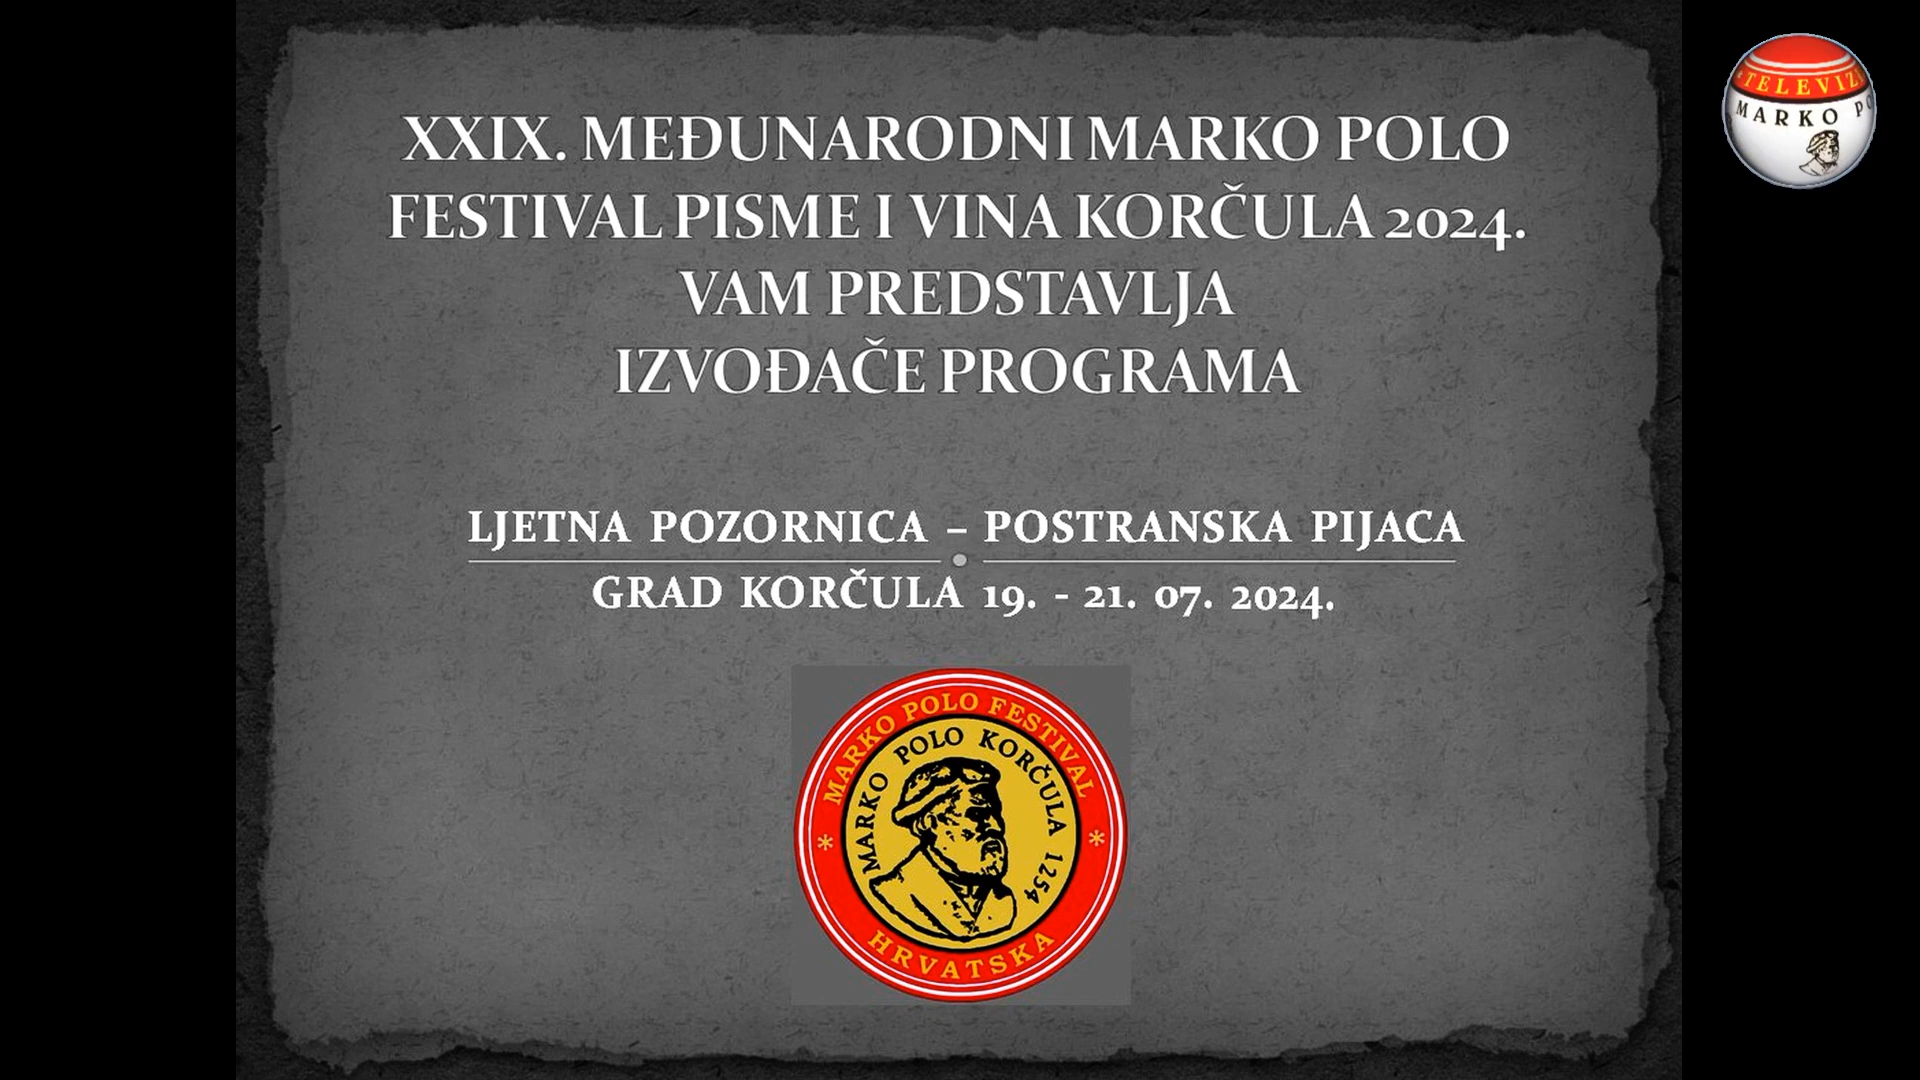 XXIX. MEĐUNARODNI MARKO POLO
FESTIVAL PISME I VINA KORČULA 2024.
VAM PREDSTAVLJA
IZVOĐAČE PROGRAMA
LJETNA POZORNICA – POSTRANSKA PIJACA
GRAD KORČULA 19. - 21. 07. 2024.
MARKO POLO FESTIVAL
MARKO POLO KORČULA 1254
HRVATSKA
MARKO